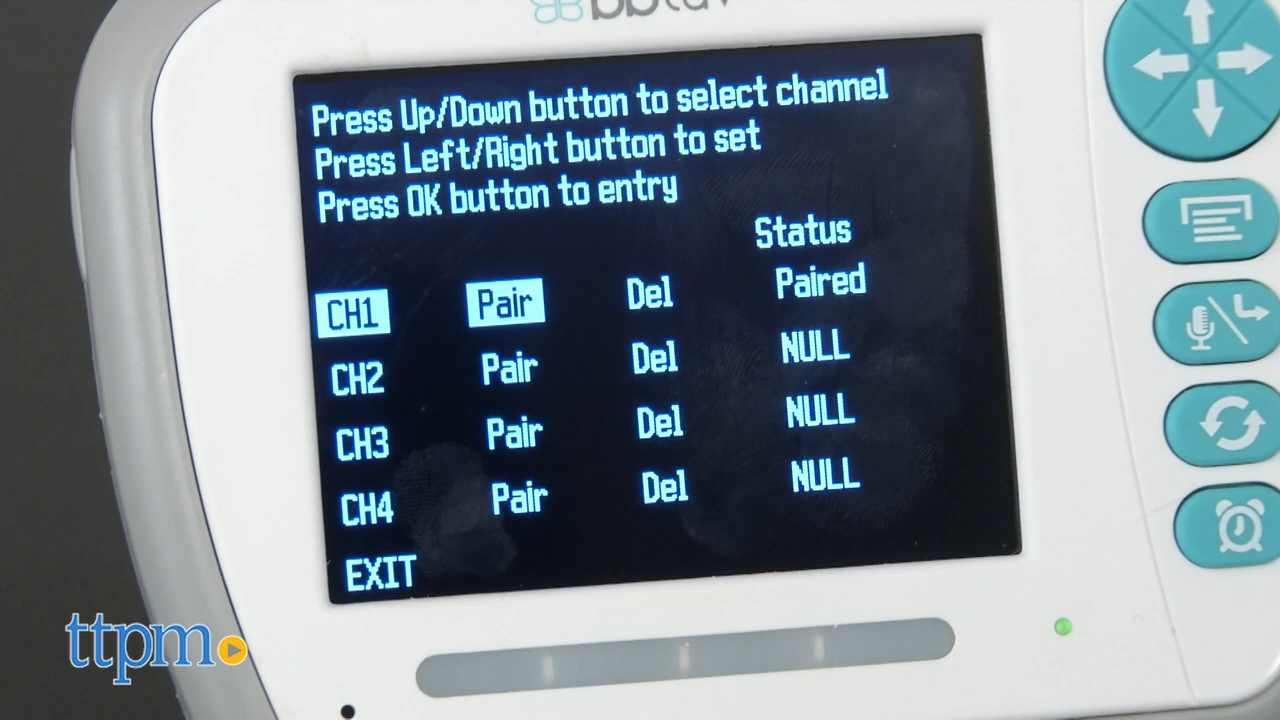 Press Up/Down button to select channel
Press Left/Right button to set
Press OK button to entry
Status
CH1 Pair Del Paired
CH2 Pair Del NULL
CH3 Pair Del NULL
CH4 Pair Del NULL
EXIT
ttpm